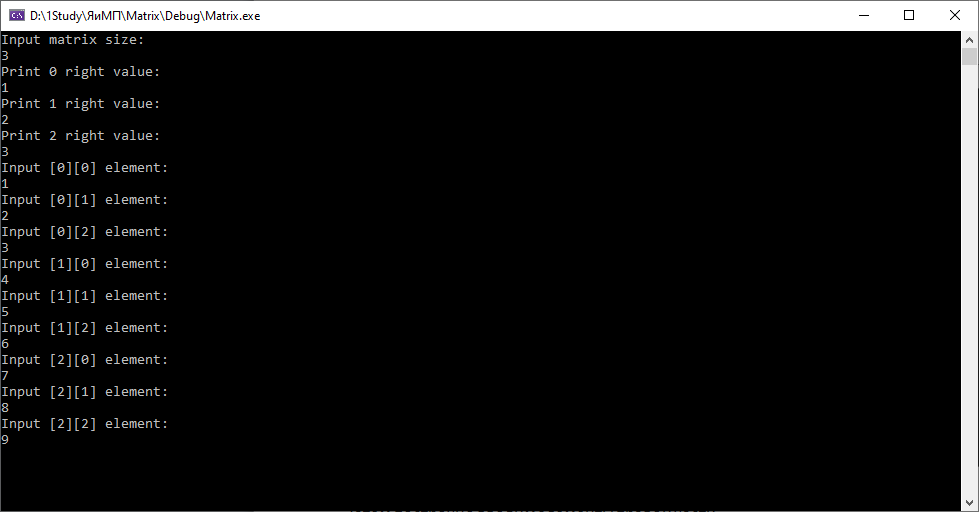 D:\1Study\ЯиМП\Matrix\Debug\Matrix.exe
Input matrix size:
3
Print 0 right value:
1
Print 1 right value:
2
Print 2 right value:
3
Input [0][0] element:
1
Input [0][1] element:
2
Input [0][2] element:
3
Input [1][0] element:
4
Input [1][1] element:
5
Input [1][2] element:
6
Input [2][0] element:
7
Input [2][1] element:
8
Input [2][2] element:
9